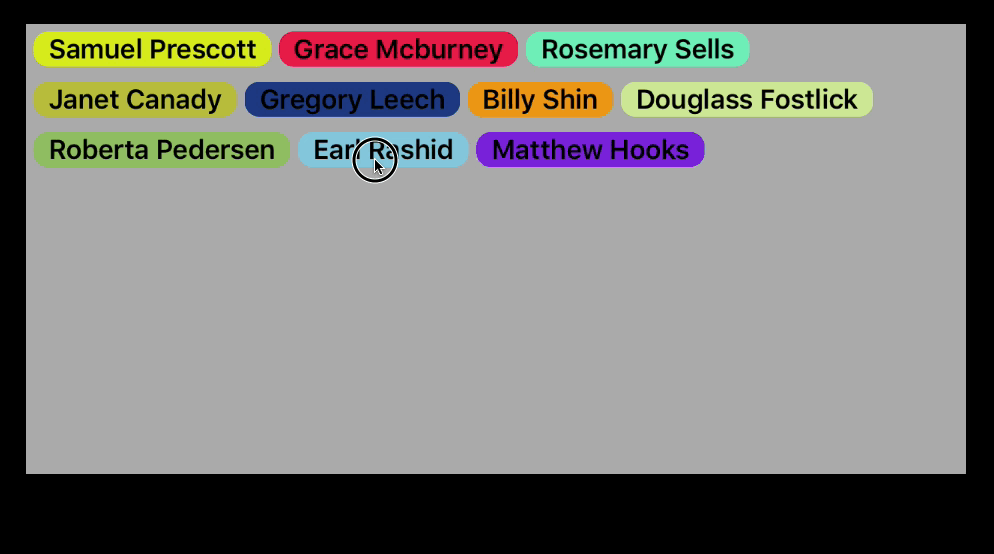 Samuel Prescott Grace Mcburney Rosemary Sells
Janet Canady Gregory Leech Billy Shin Douglass Fostlick
Roberta Pedersen Earl Rashid Matthew Hooks